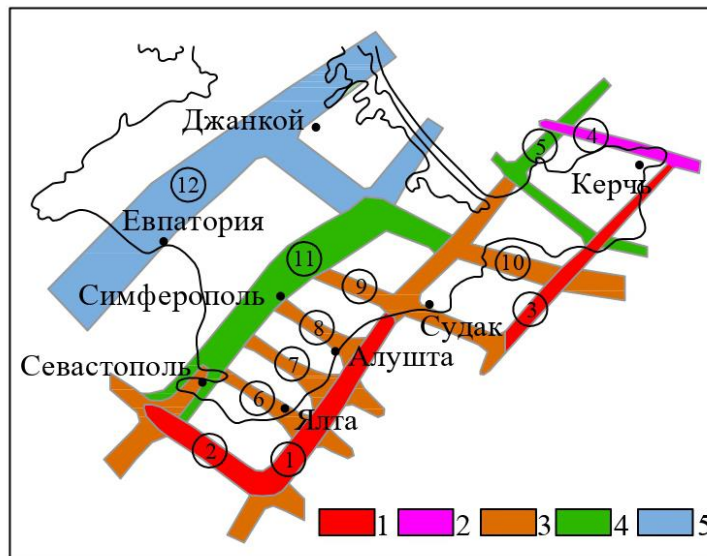 Джанкой
5
4
Керчь
12
Евпатория
11
10
Симферополь
9
3
8
Судак
Севастополь
7
Алушта
6
Ялта
2
1
1
2
3
4
5